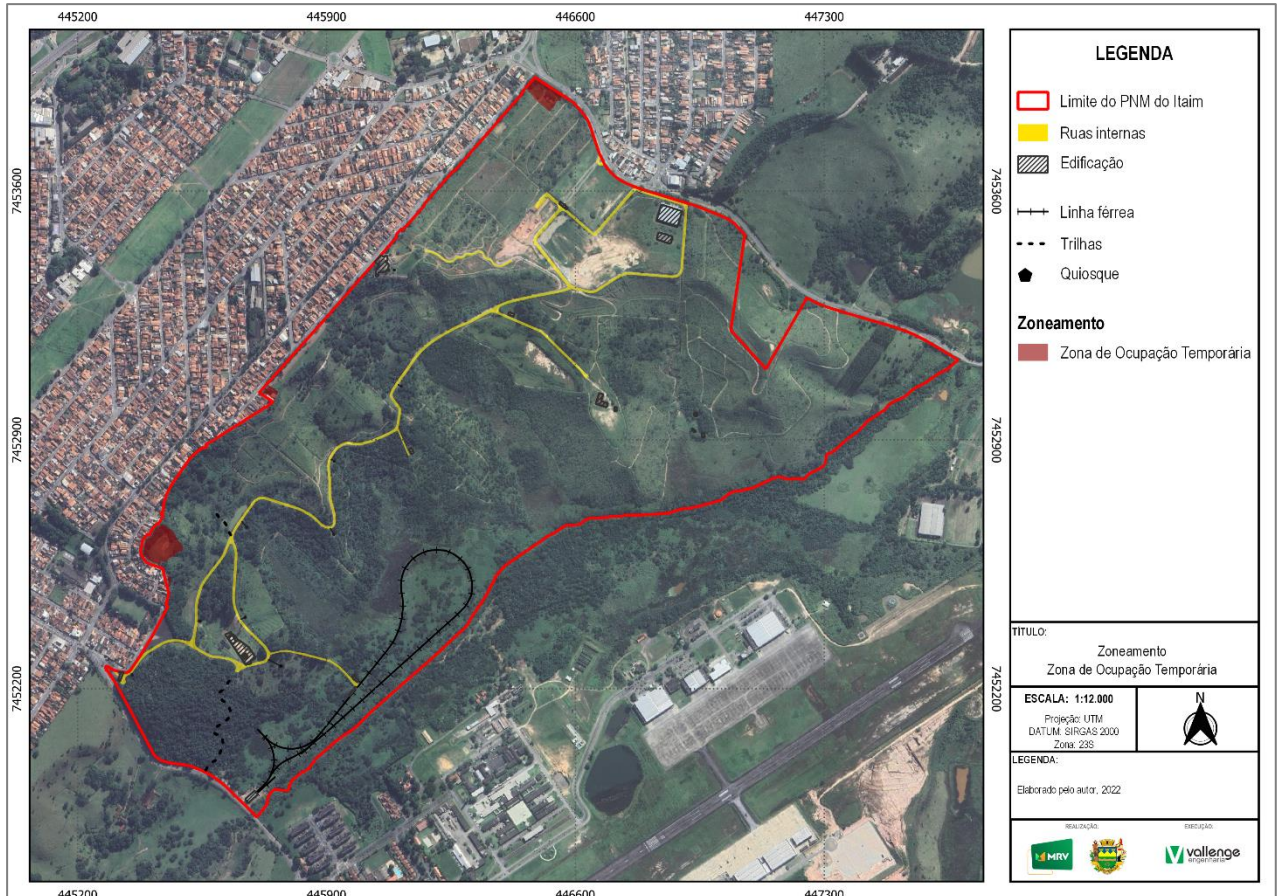 445200 445900 446600 447300
7453600
7452900
7452200
7453600
7452900
7452200
445200 445900 446600 447300
LEGENDA
Limite do PNM do Itaim
Ruas internas
Edificação
Linha férrea
Trilhas
Quiosque
Zoneamento
Zona de Ocupação Temporária
TÍTULO:
Zoneamento
Zona de Ocupação Temporária
ESCALA: 1:12.000
Projeção: UTM
DATUM: SIRGAS 2000
Zona: 23S
N
LEGENDA:
Elaborado pelo autor, 2022
REALIZAÇÃO:
EXECUÇÃO:
MRV
vallenge
engenharia